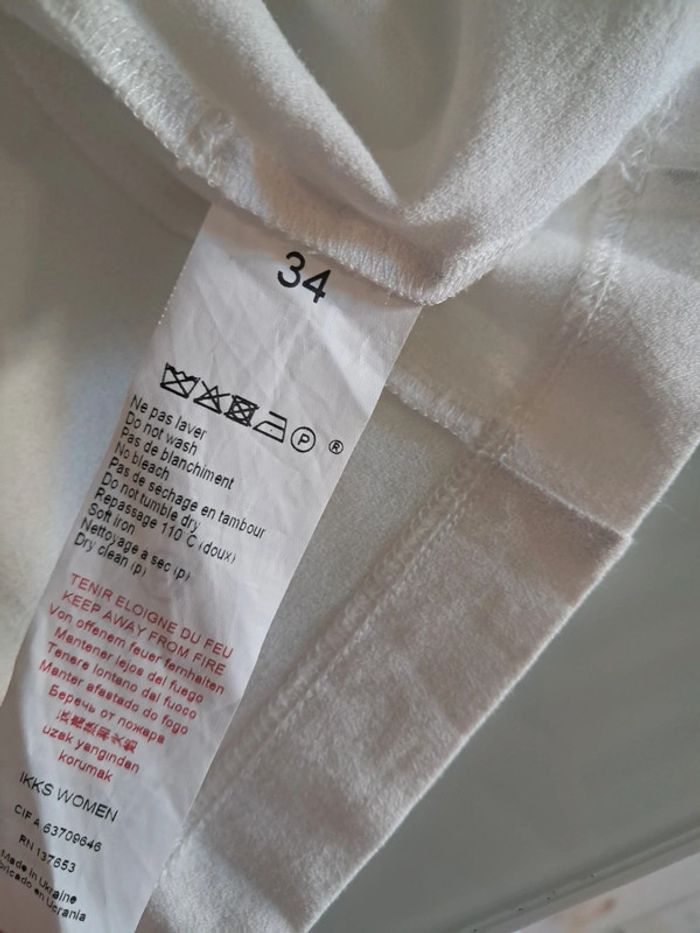 34
P ®
Ne pas laver
Do not wash
Pas de blanchiment
No bleach
Pas de séchage en tambour
Do not tumble dry
Repassage 110 C (doux)
Soft iron
Nettoyage a sec (p)
Dry clean (p)
TENIR ELOIGNE DU FEU
KEEP AWAY FROM FIRE
Von offenem feuer fernhalten
Mantener lejos del fuego
Tenere lontano dal fuoco
Manter afastado do fogo
Беречь от пожара
uzak yangından
korumak
IKKS WOMEN
CIF A 63709646
RN 137653
Made in Ukraine
bricado en Ucrania